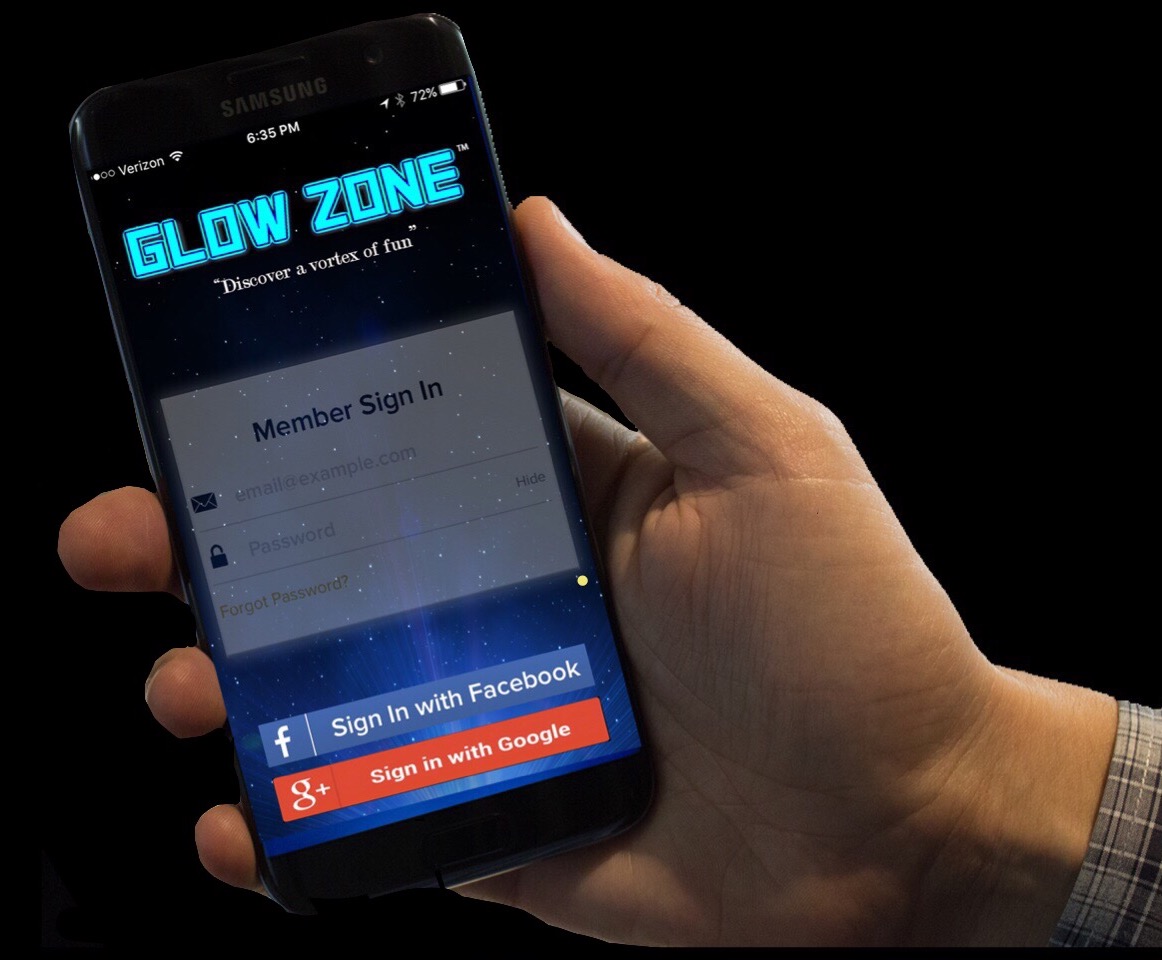 SAMSUNG
Verizon
6:35 PM
72%
GLOW ZONE™
“Discover a vortex of fun”
Member Sign In
email@example.com
Hide
Password
Forgot Password?
f Sign In with Facebook
g+ Sign in with Google